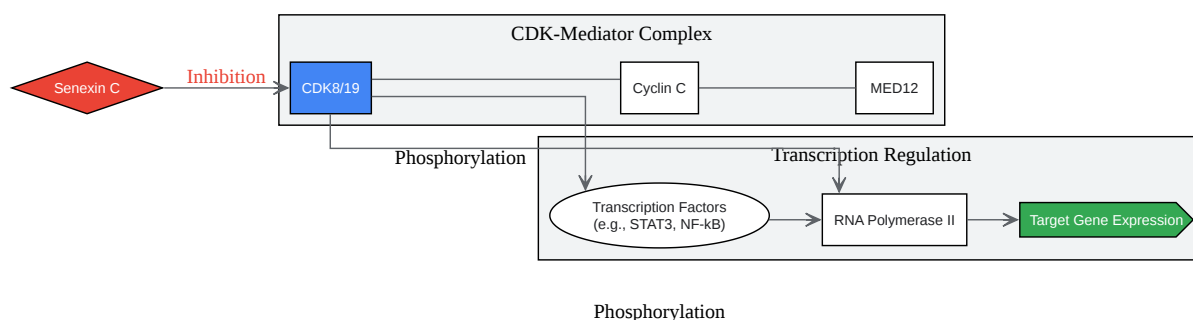 CDK-Mediator Complex
Senexin C
Inhibition
CDK8/19
Cyclin C
MED12
Phosphorylation
Transcription Regulation
Transcription Factors
(e.g., STAT3, NF-kB)
RNA Polymerase II
Target Gene Expression
Phosphorylation